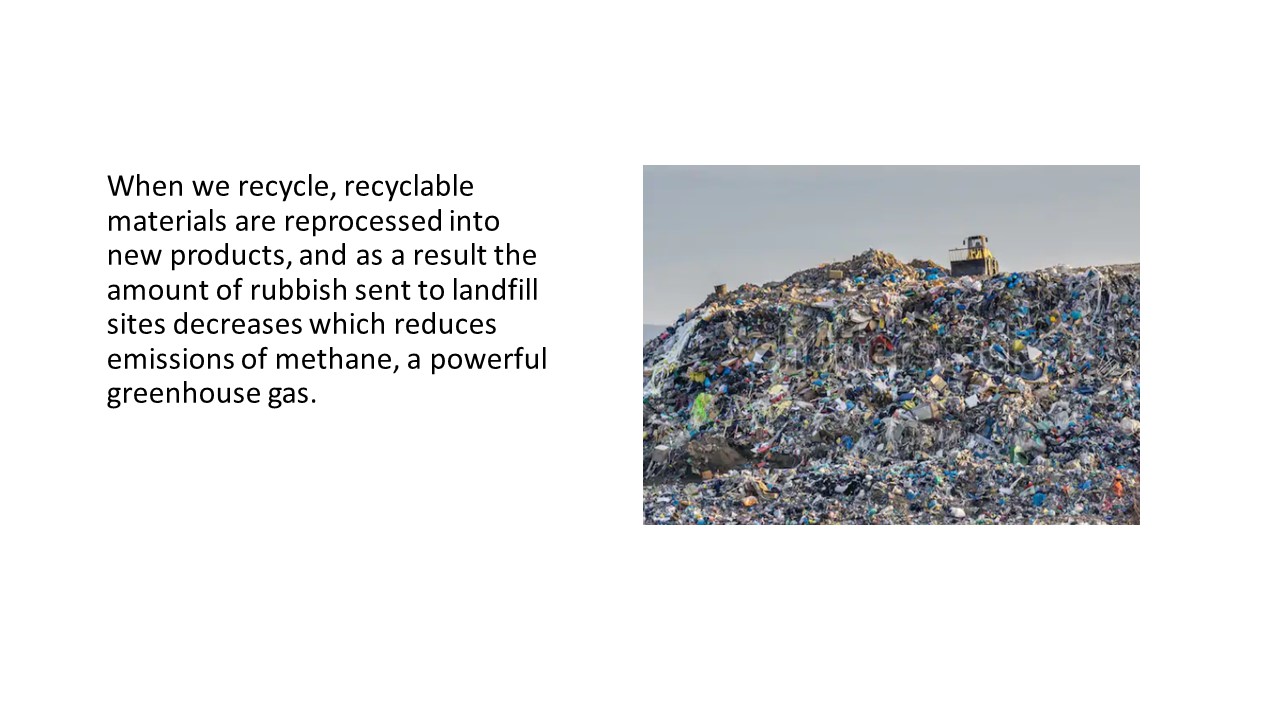 When we recycle, recyclable
materials are reprocessed into
new products, and as a result the
amount of rubbish sent to landfill
sites decreases which reduces
emissions of methane, a powerful
greenhouse gas.
shutterstock